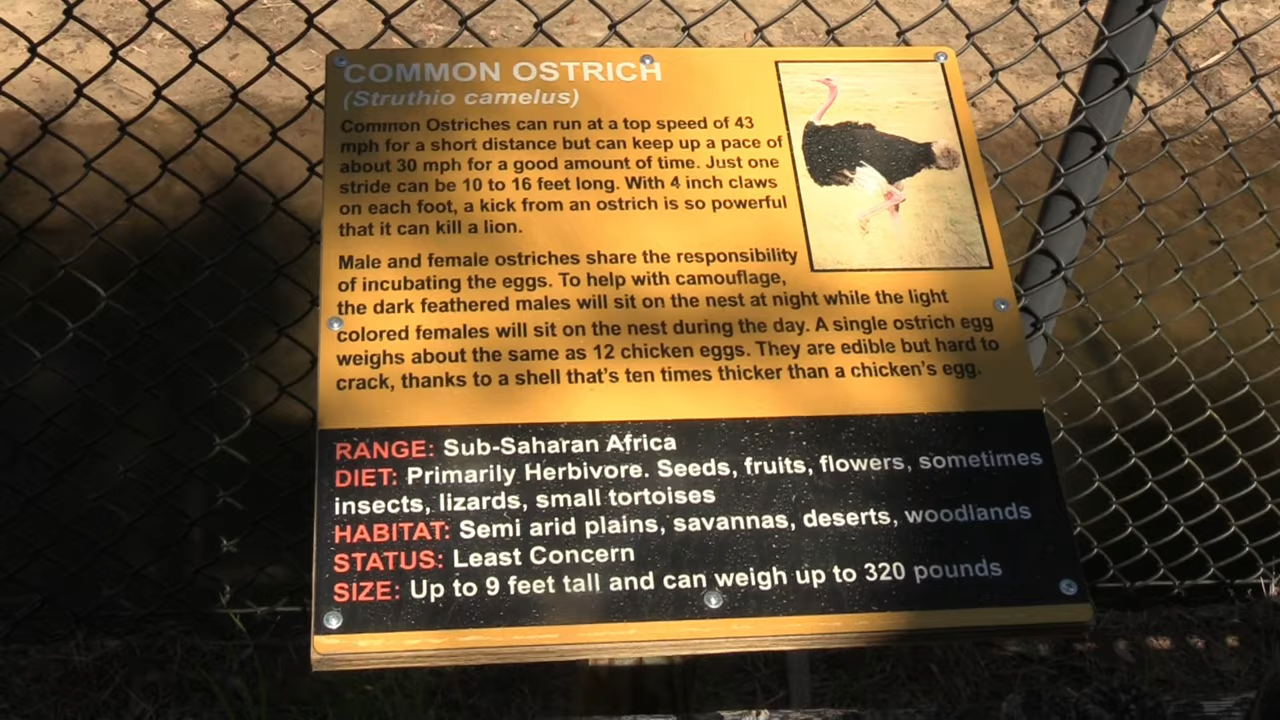 COMMON OSTRICH
(Struthio camelus)
Common Ostriches can run at a top speed of 43
mph for a short distance but can keep up a pace of
about 30 mph for a good amount of time. Just one
stride can be 10 to 16 feet long. With 4 inch claws
on each foot, a kick from an ostrich is so powerful
that it can kill a lion.
Male and female ostriches share the responsibility
of incubating the eggs. To help with camouflage,
the dark feathered males will sit on the nest at night while the light
colored females will sit on the nest during the day. A single ostrich egg
weighs about the same as 12 chicken eggs. They are edible but hard to
crack, thanks to a shell that's ten times thicker than a chicken's egg.
RANGE: Sub-Saharan Africa
DIET: Primarily Herbivore. Seeds, fruits, flowers, sometimes
insects, lizards, small tortoises
HABITAT: Semi arid plains, savannas, deserts, woodlands
STATUS: Least Concern
SIZE: Up to 9 feet tall and can weigh up to 320 pounds